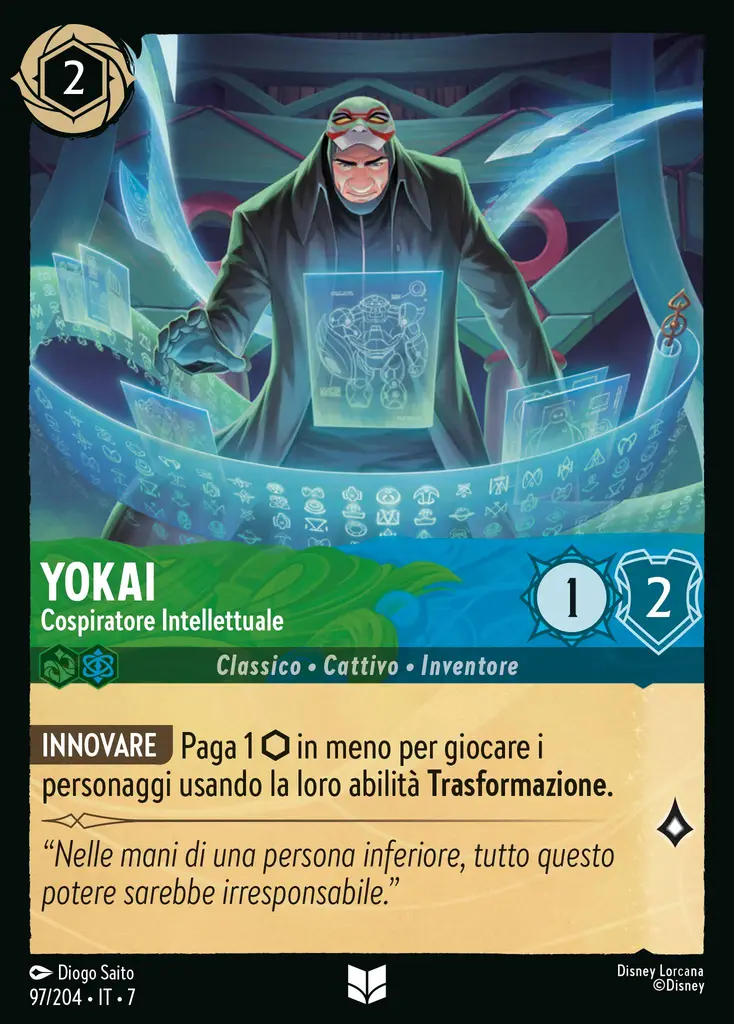 2
YOKAI
Cospiratore Intellettuale
1
2
Classico • Cattivo • Inventore
INNOVARE Paga 1 ⬡ in meno per giocare i
personaggi usando la loro abilità Trasformazione.
“Nelle mani di una persona inferiore, tutto questo
potere sarebbe irresponsabile.”
Diogo Saito
97/204 • IT • 7
Disney Lorcana
©Disney